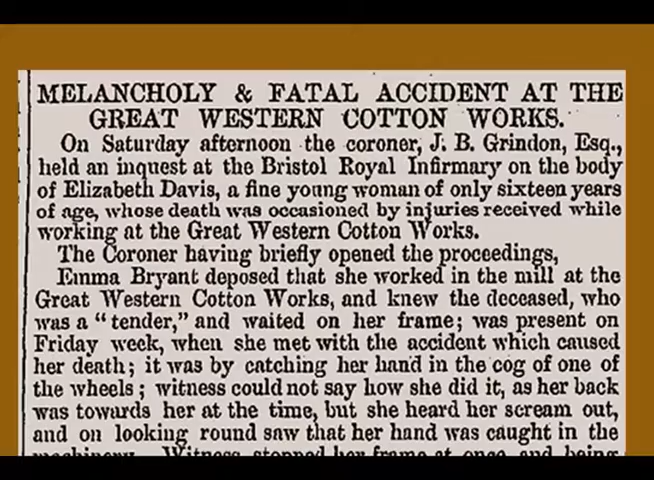 MELANCHOLY & FATAL ACCIDENT AT THE
GREAT WESTERN COTTON WORKS.
On Saturday afternoon the coroner, J. B. Grindon, Esq.,
held an inquest at the Bristol Royal Infirmary on the body
of Elizabeth Davis, a fine young woman of only sixteen years
of age, whose death was occasioned by injuries received while
working at the Great Western Cotton Works.
The Coroner having briefly opened the proceedings,
Emma Bryant deposed that she worked in the mill at the
Great Western Cotton Works, and knew the deceased, who
was a "tender," and waited on her frame; was present on
Friday week, when she met with the accident which caused
her death; it was by catching her hand in the cog of one of
the wheels; witness could not say how she did it, as her back
was towards her at the time, but she heard her scream out,
and on looking round saw that her hand was caught in the
machinery. Witness stopped her frame at once, and being